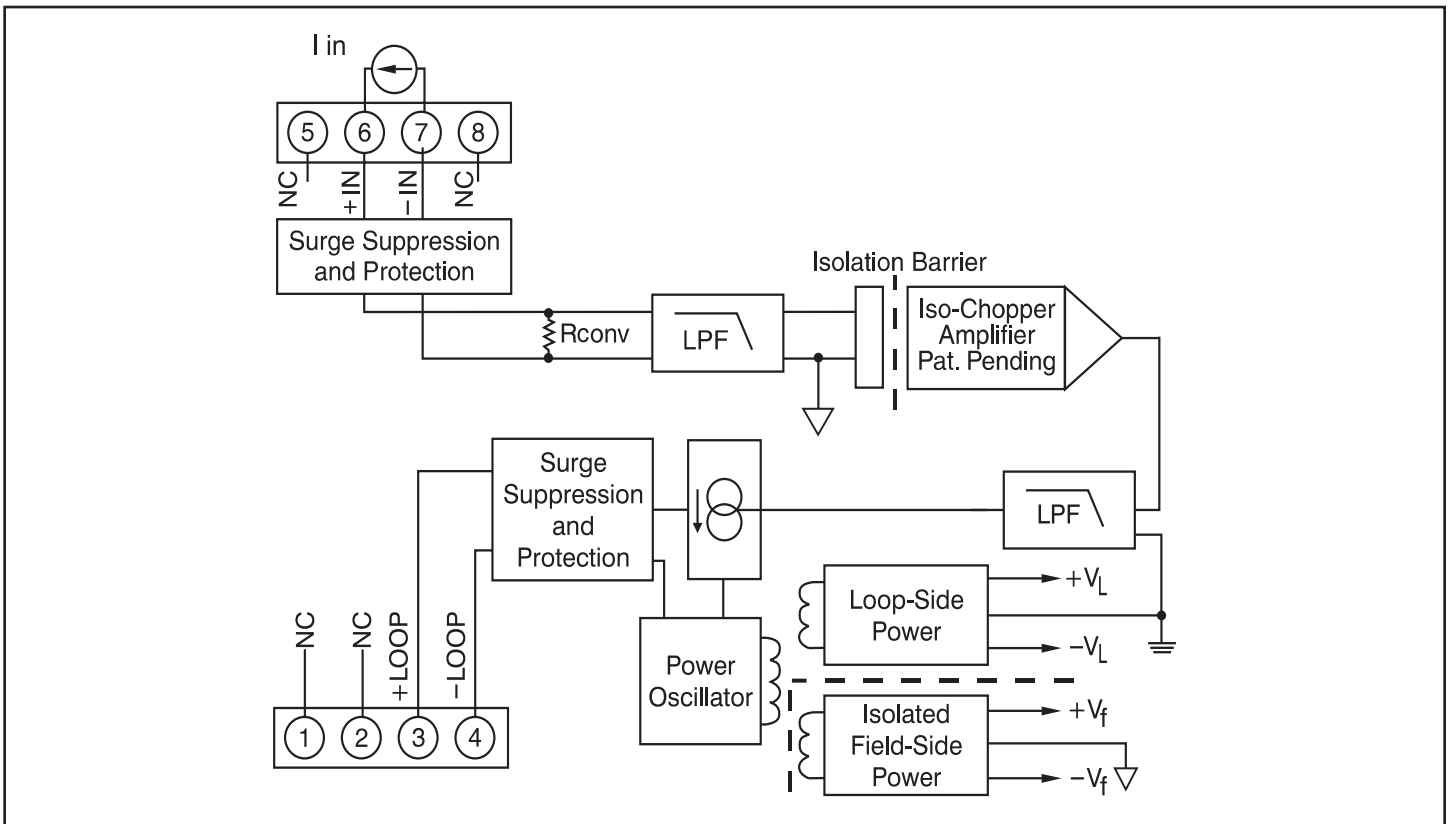 I in
5 6 7 8
NC +IN −IN NC
Surge Suppression
and Protection
Isolation Barrier
Rconv
LPF
Iso-Chopper
Amplifier
Pat. Pending
Surge
Suppression
and
Protection
LPF
Loop-Side
Power
+VL
−VL
Power
Oscillator
Isolated
Field-Side
Power
+Vf
−Vf
NC NC +LOOP −LOOP
1 2 3 4